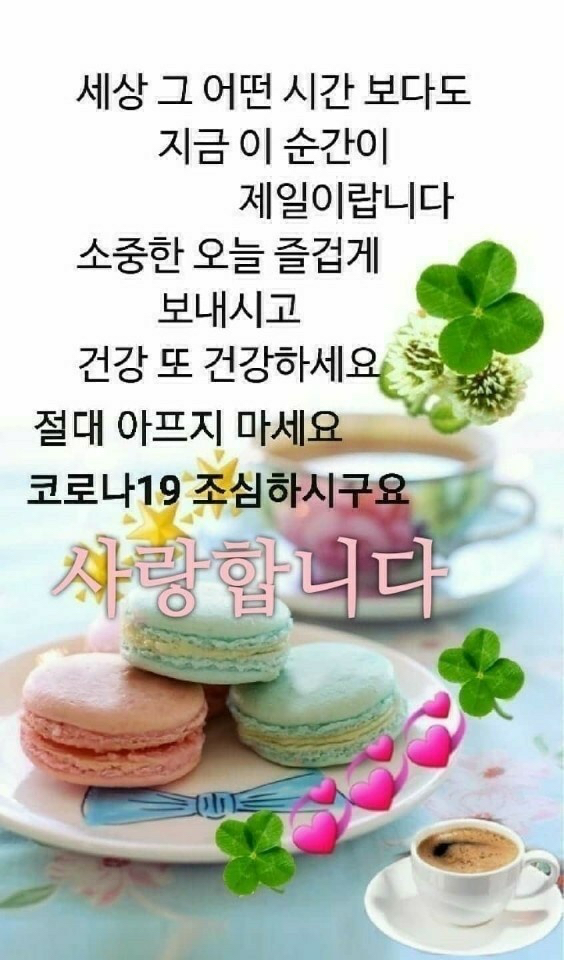 세상 그 어떤 시간 보다도
지금 이 순간이
제일이랍니다
소중한 오늘 즐겁게
보내시고
건강 또 건강하세요
절대 아프지 마세요
코로나19 조심하시구요
사랑합니다